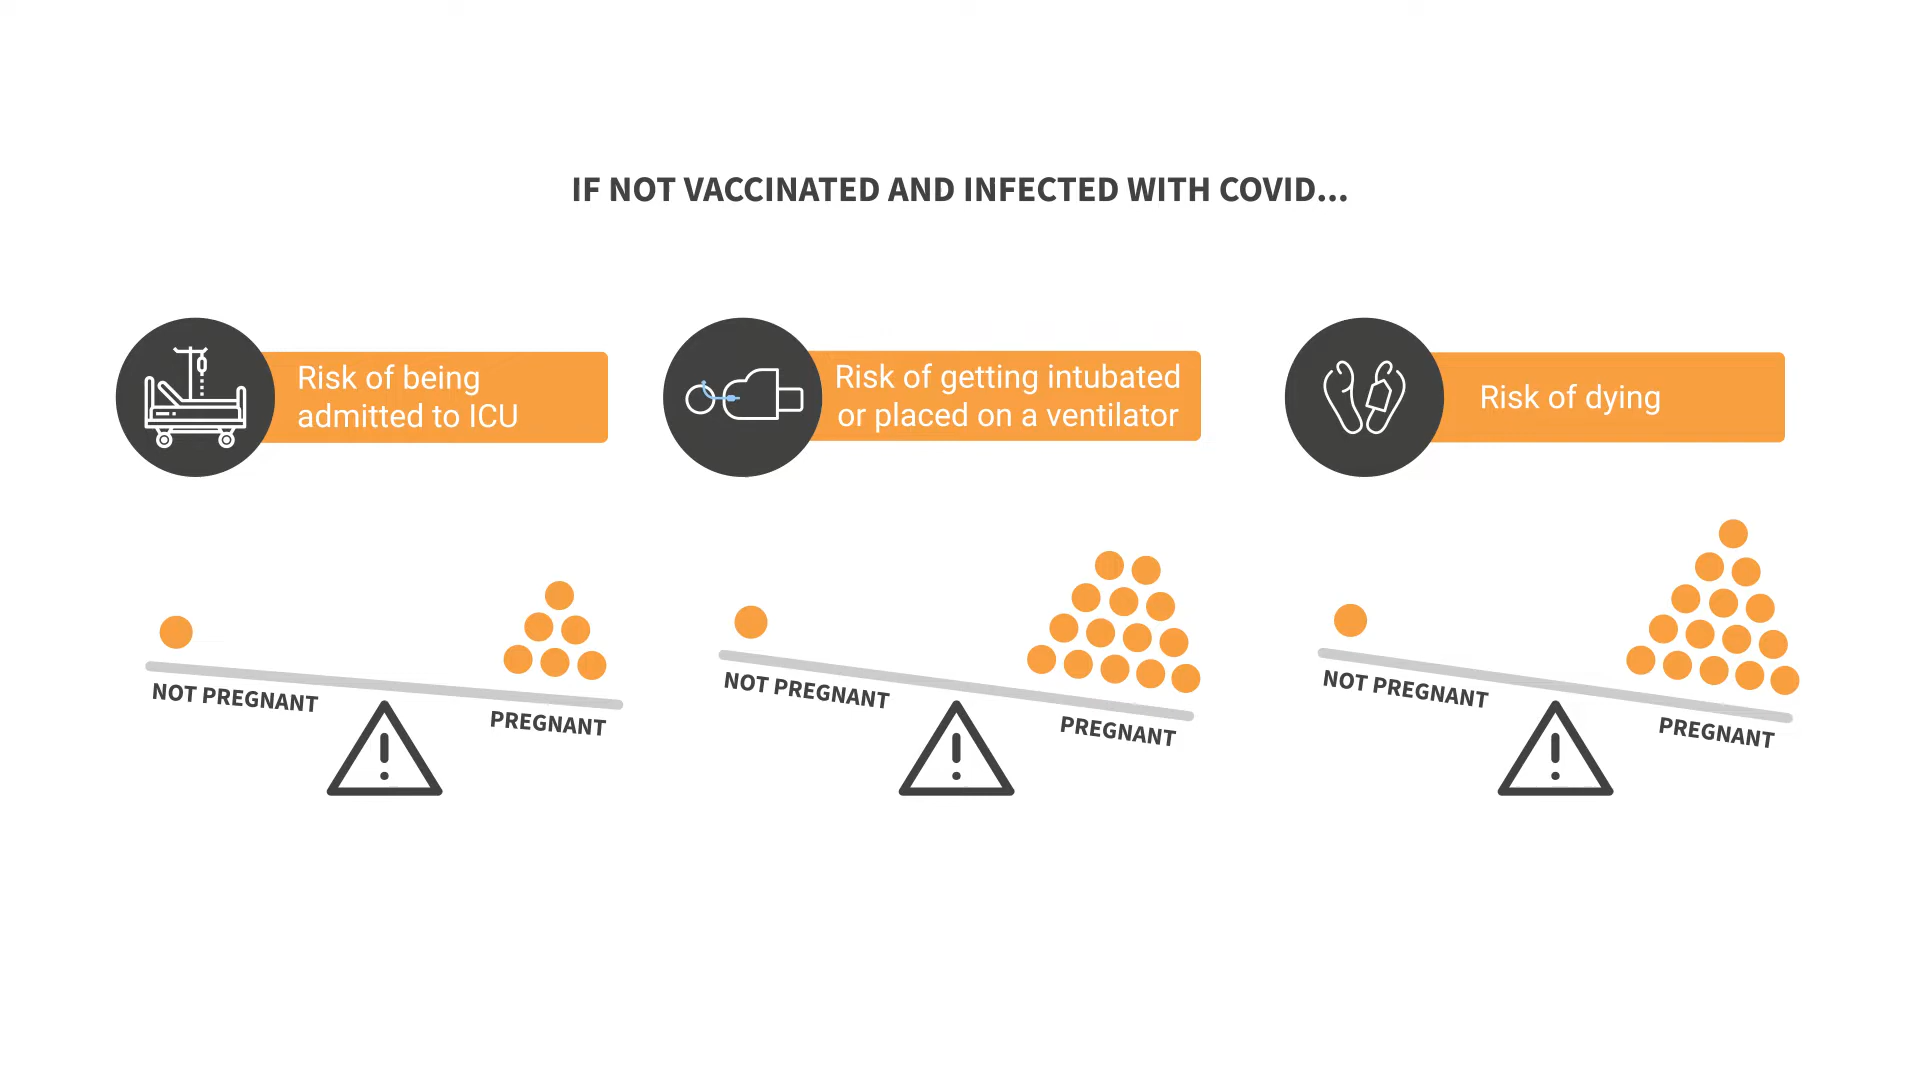 IF NOT VACCINATED AND INFECTED WITH COVID...
Risk of being
admitted to ICU
Risk of getting intubated
or placed on a ventilator
Risk of dying
NOT PREGNANT
PREGNANT
NOT PREGNANT
PREGNANT
NOT PREGNANT
PREGNANT